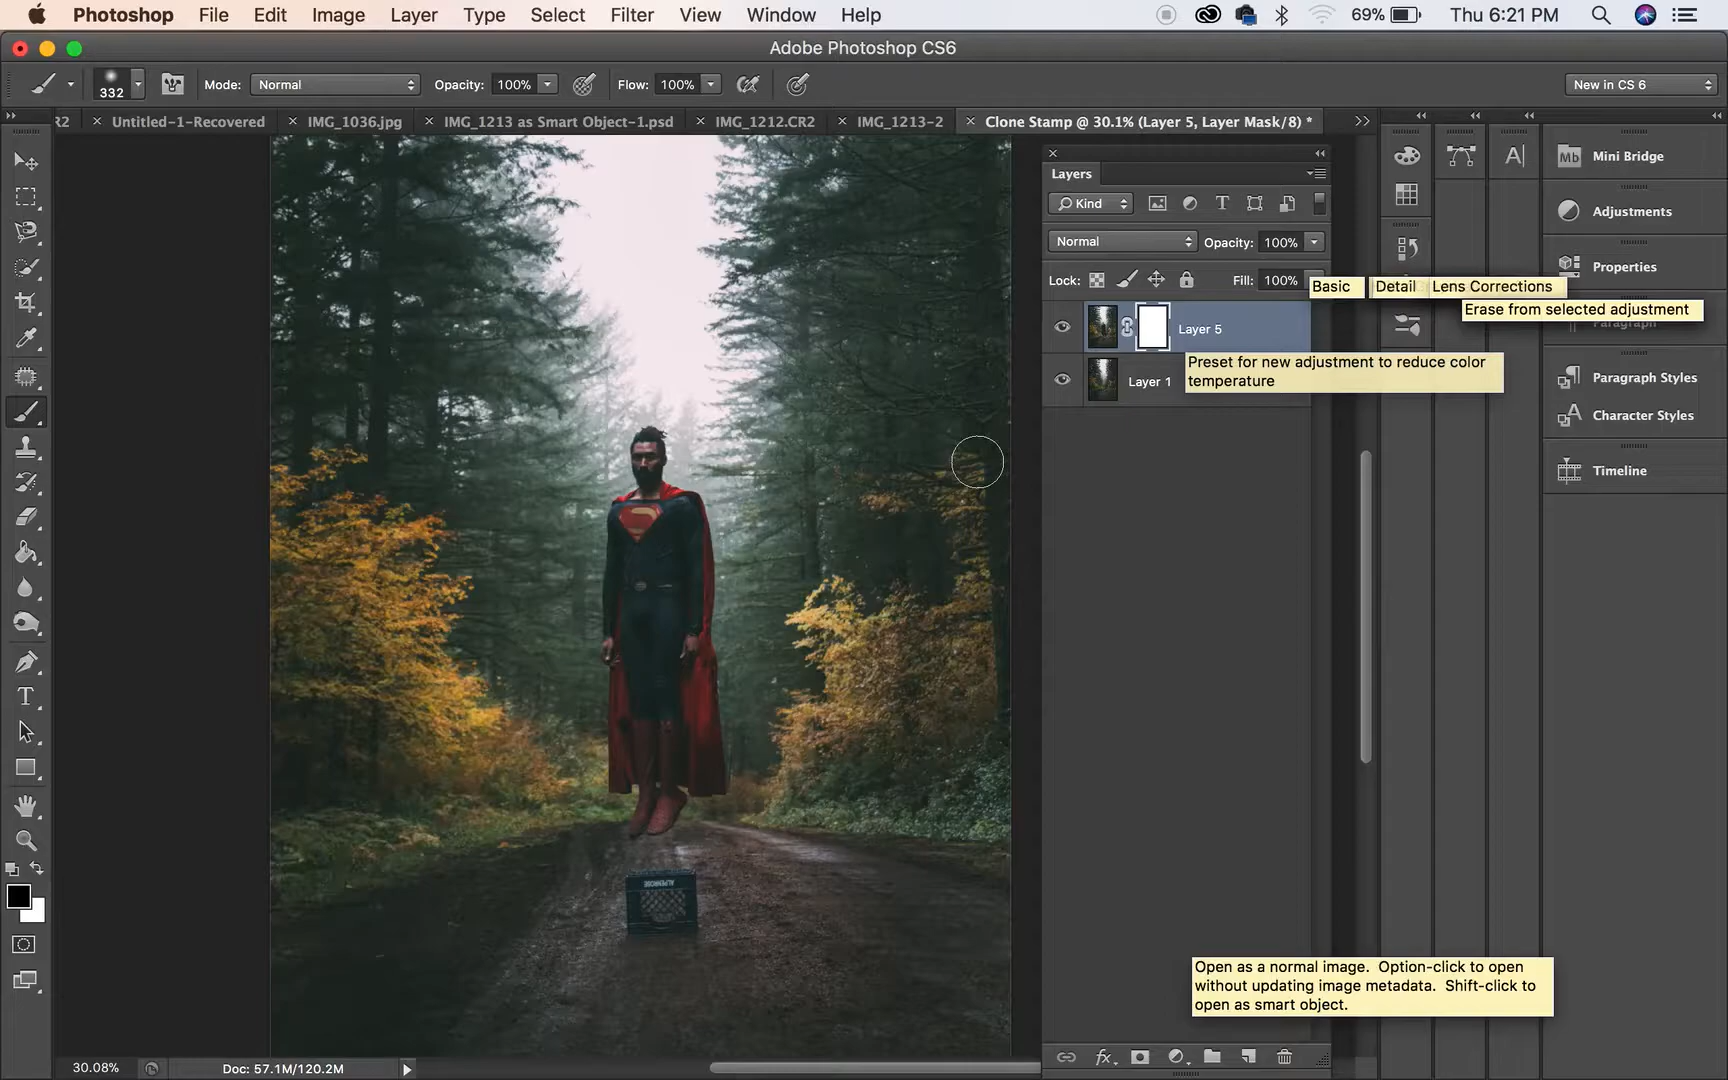 Photoshop File Edit Image Layer Type Select Filter View Window Help 69% Thu 6:21 PM
Adobe Photoshop CS6
332 Mode: Normal Opacity: 100% Flow: 100% New in CS 6
R2 × Untitled-1-Recovered × IMG_1036.jpg × IMG_1213 as Smart Object-1.psd × IMG_1212.CR2 × IMG_1213-2 × Clone Stamp @ 30.1% (Layer 5, Layer Mask/8) *
Layers
Kind
Normal Opacity: 100%
Lock: Fill: 100%
Layer 5
Layer 1
Basic
Detail
Lens Corrections
Erase from selected adjustment
Preset for new adjustment to reduce color
temperature
Mb Mini Bridge
Adjustments
Properties
Paragraph
Paragraph Styles
Character Styles
Timeline
Open as a normal image. Option-click to open
without updating image metadata. Shift-click to
open as smart object.
ALPENROSE
30.08% Doc: 57.1M/120.2M